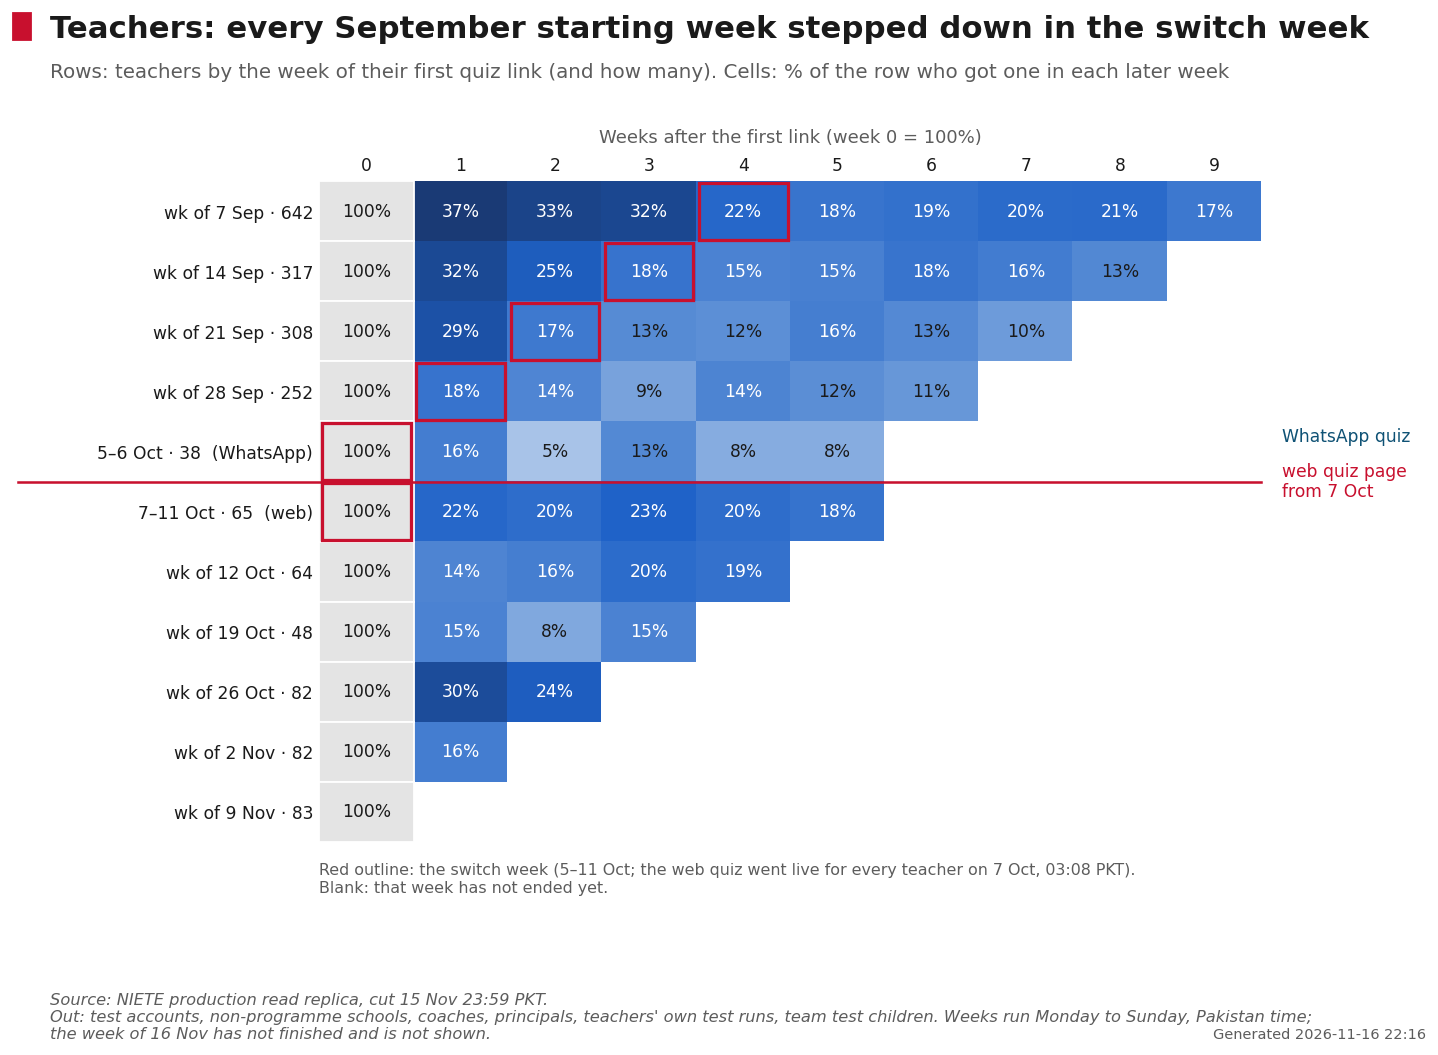 Teachers: every September starting week stepped down in the switch week
Rows: teachers by the week of their first quiz link (and how many). Cells: % of the row who got one in each later week
Weeks after the first link (week 0 = 100%)
0 1 2 3 4 5 6 7 8 9
wk of 7 Sep · 642 100% 37% 33% 32% 22% 18% 19% 20% 21% 17%
wk of 14 Sep · 317 100% 32% 25% 18% 15% 15% 18% 16% 13%
wk of 21 Sep · 308 100% 29% 17% 13% 12% 16% 13% 10%
wk of 28 Sep · 252 100% 18% 14% 9% 14% 12% 11%
5–6 Oct · 38 (WhatsApp) 100% 16% 5% 13% 8% 8%
WhatsApp quiz
web quiz page
from 7 Oct
7–11 Oct · 65 (web) 100% 22% 20% 23% 20% 18%
wk of 12 Oct · 64 100% 14% 16% 20% 19%
wk of 19 Oct · 48 100% 15% 8% 15%
wk of 26 Oct · 82 100% 30% 24%
wk of 2 Nov · 82 100% 16%
wk of 9 Nov · 83 100%
Red outline: the switch week (5–11 Oct; the web quiz went live for every teacher on 7 Oct, 03:08 PKT).
Blank: that week has not ended yet.
Source: NIETE production read replica, cut 15 Nov 23:59 PKT.
Out: test accounts, non-programme schools, coaches, principals, teachers' own test runs, team test children. Weeks run Monday to Sunday, Pakistan time;
the week of 16 Nov has not finished and is not shown.
Generated 2026-11-16 22:16